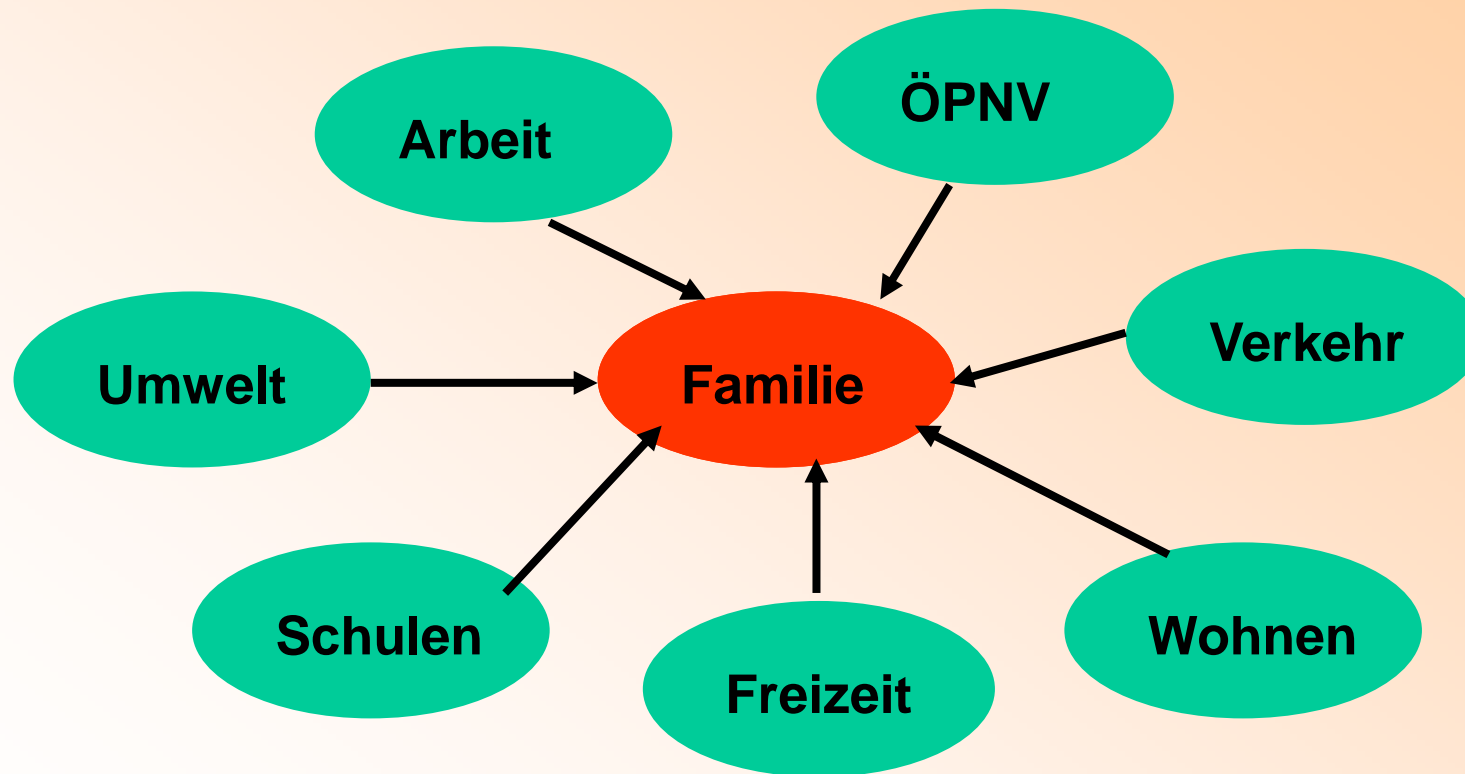 ÖPNV
Arbeit
Verkehr
Umwelt
Familie
Schulen
Wohnen
Freizeit